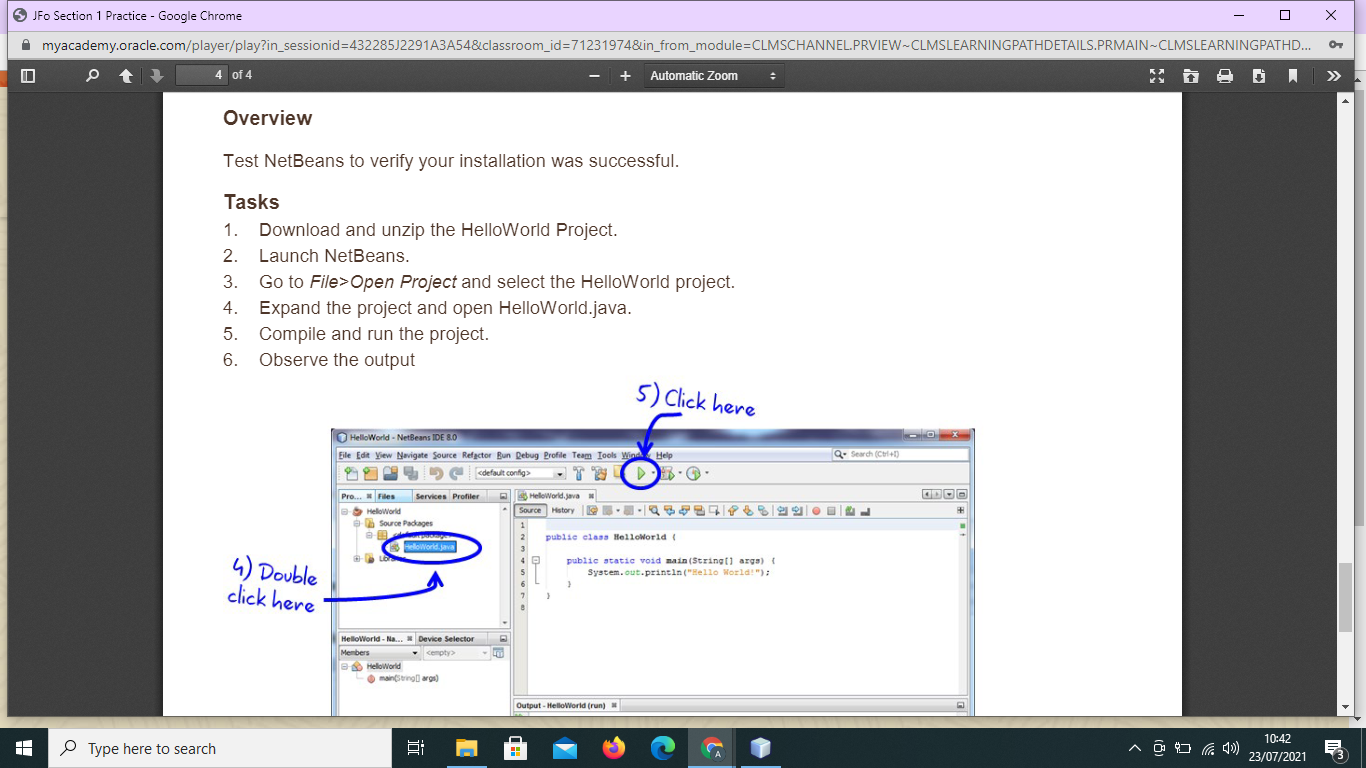 JFo Section 1 Practice - Google Chrome
myacademy.oracle.com/player/play?in_sessionid=432285J2291A3A54&classroom_id=71231974&in_from_module=CLMSCHANNEL.PRVIEW~CLMSLEARNINGPATHDETAILS.PRMAIN~CLMSLEARNINGPATHD...
4 of 4 Automatic Zoom
Overview
Test NetBeans to verify your installation was successful.
Tasks
1. Download and unzip the HelloWorld Project.
2. Launch NetBeans.
3. Go to File>Open Project and select the HelloWorld project.
4. Expand the project and open HelloWorld.java.
5. Compile and run the project.
6. Observe the output
5) Click here
HelloWorld - NetBeans IDE 8.0
File Edit View Navigate Source Refactor Run Debug Profile Team Tools Window Help Search (Ctrl+I)
<default config>
Pro... Files Services Profiler
HelloWorld.java
Source History
HelloWorld
Source Packages
<default package>
HelloWorld.java
1
2 public class HelloWorld {
3
4 public static void main(String[] args) {
5 System.out.println("Hello World!");
6 }
7 }
8
4) Double
click here
HelloWorld - Na... Device Selector
Members <empty>
HelloWorld
main(String[] args)
Output - HelloWorld (run)
Type here to search
A
10:42
23/07/2021
3